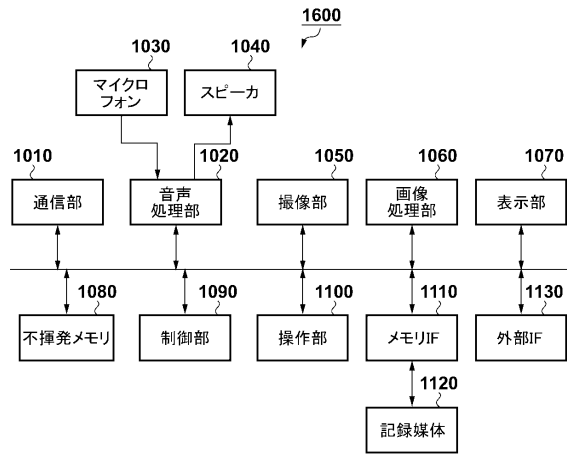 1600
1030
マイクロ
フォン
1040
スピーカ
1010
通信部
1020
音声
処理部
1050
撮像部
1060
画像
処理部
1070
表示部
1080
不揮発メモリ
1090
制御部
1100
操作部
1110
メモリIF
1130
外部IF
1120
記録媒体